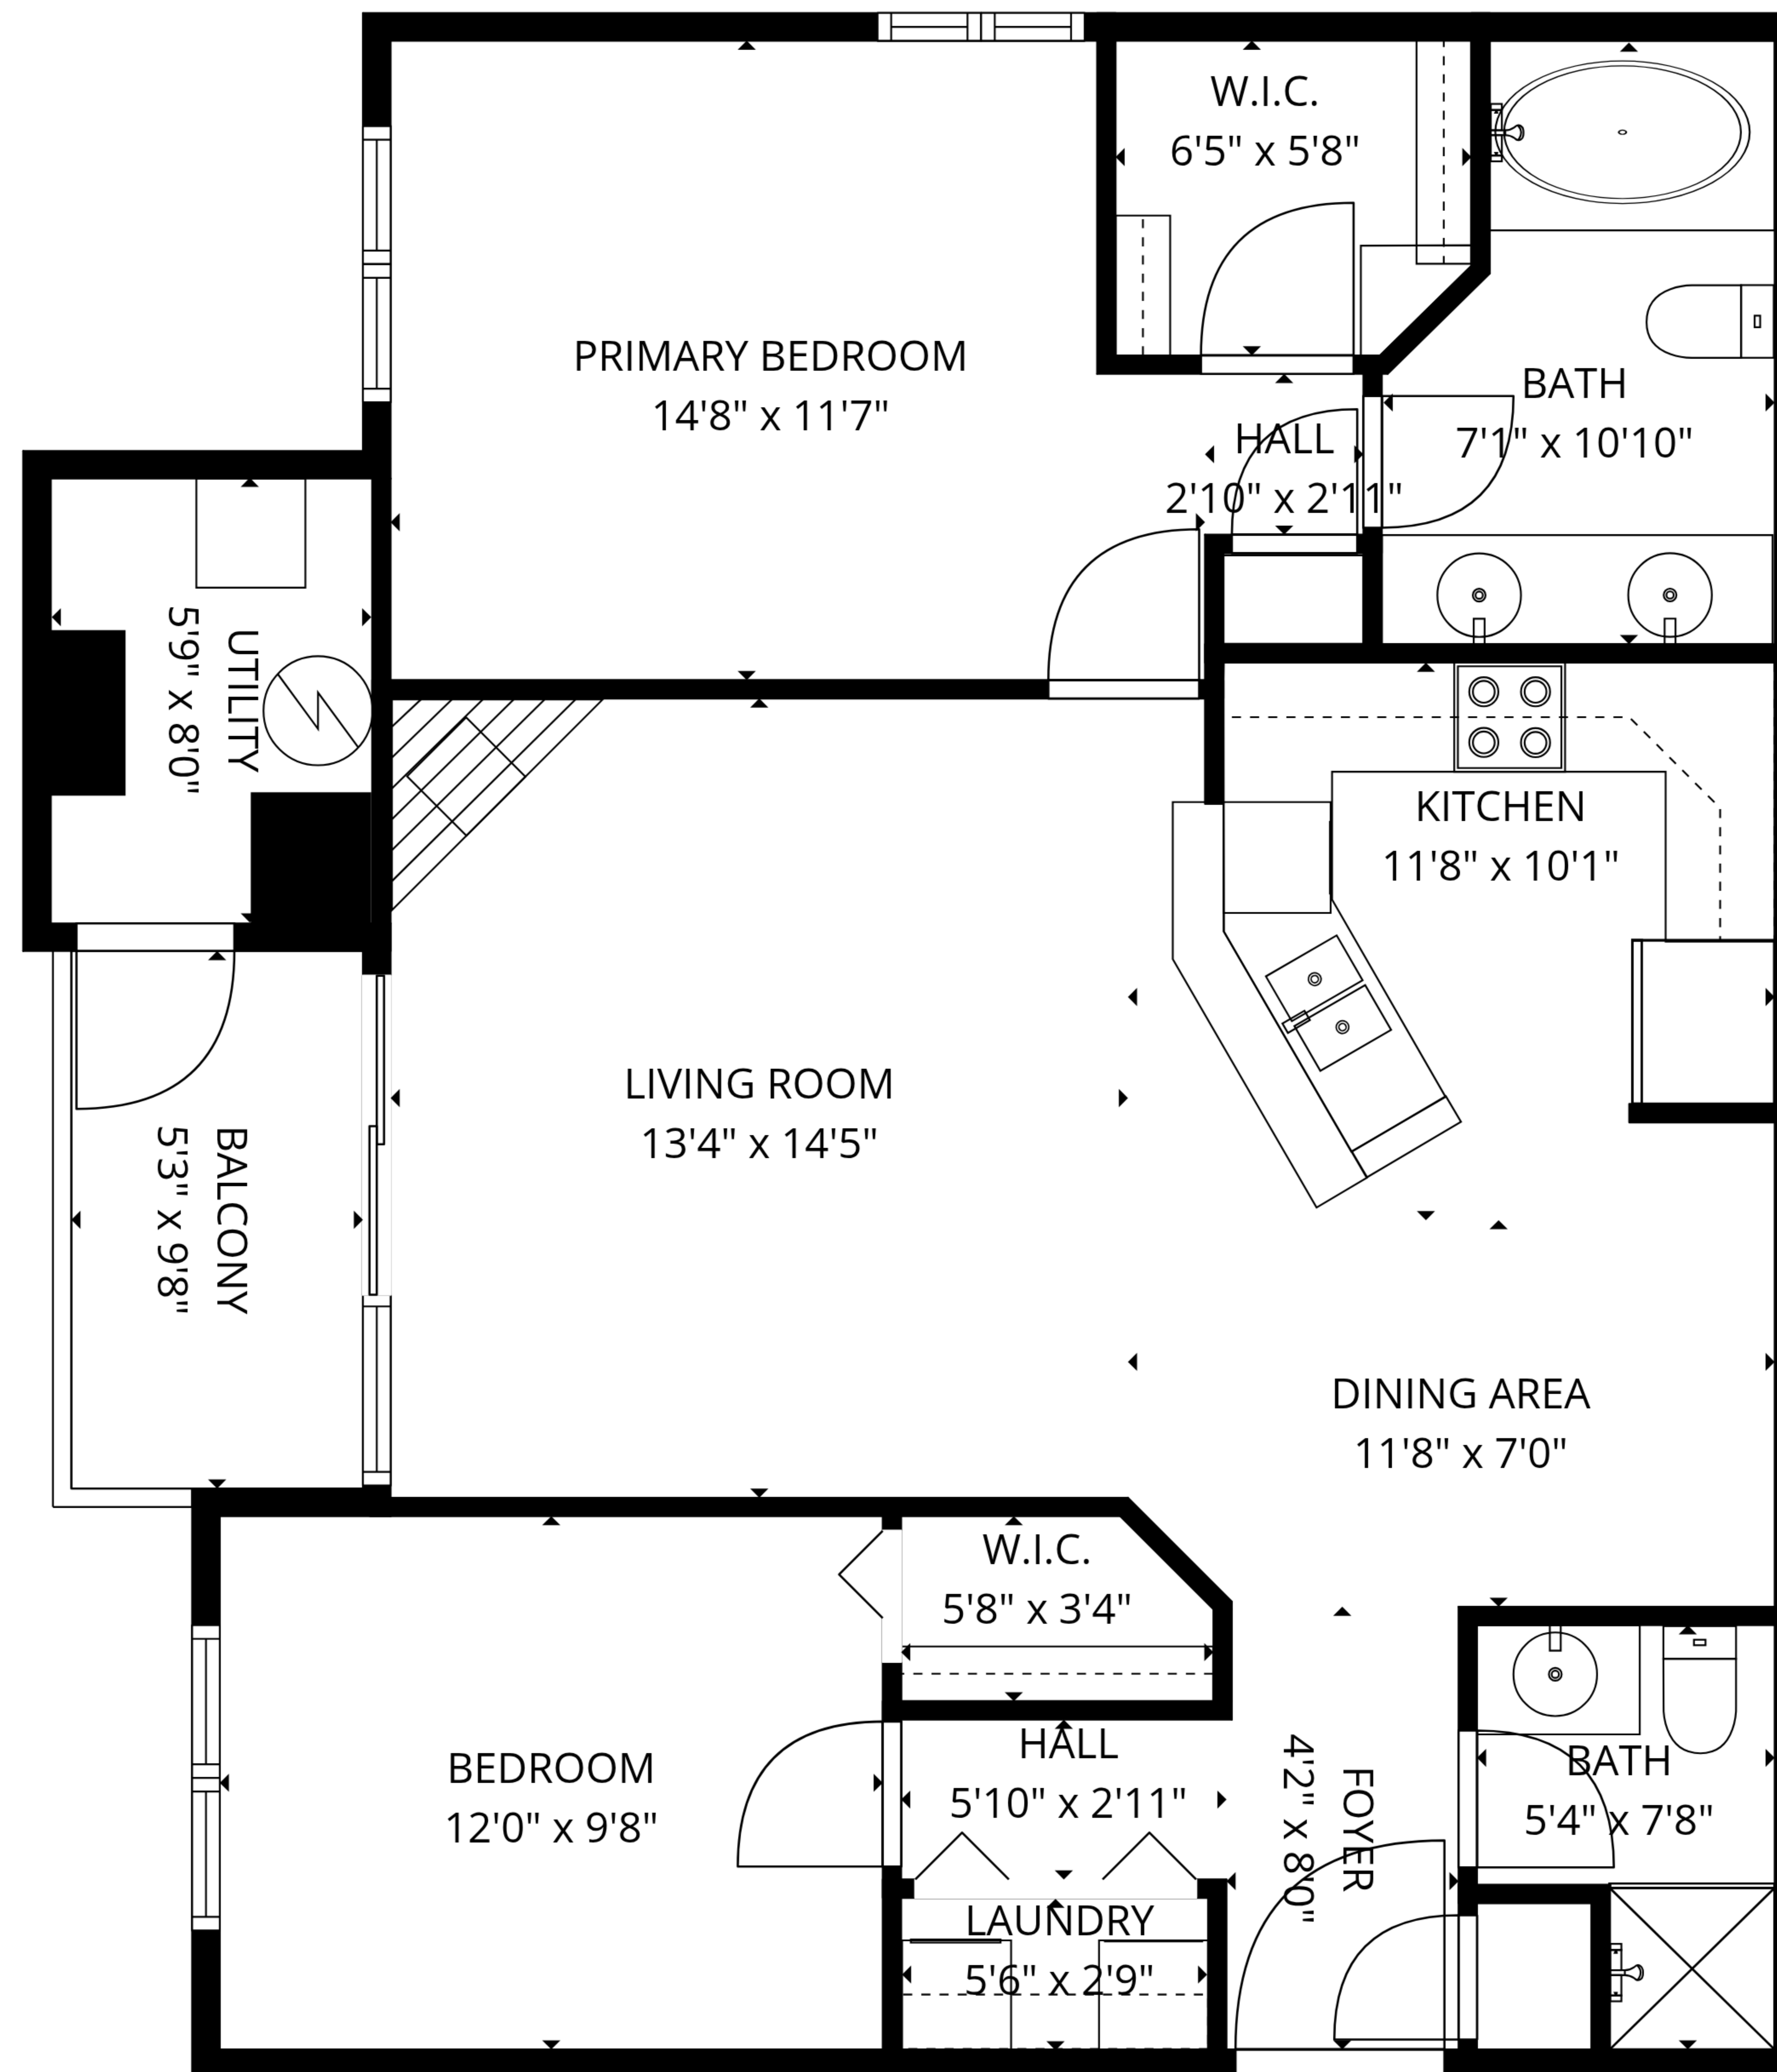 W.I.C.
6'5" x 5'8"
PRIMARY BEDROOM
14'8" x 11'7"
BATH
7'1" x 10'10"
HALL
2'10" x 2'11"
UTILITY
5'9" x 8'0"
KITCHEN
11'8" x 10'1"
LIVING ROOM
13'4" x 14'5"
BALCONY
5'3" x 9'8"
DINING AREA
11'8" x 7'0"
W.I.C.
5'8" x 3'4"
BEDROOM
12'0" x 9'8"
HALL
5'10" x 2'11"
FOYER
4'2" x 8'0"
BATH
5'4" x 7'8"
LAUNDRY
5'6" x 2'9"